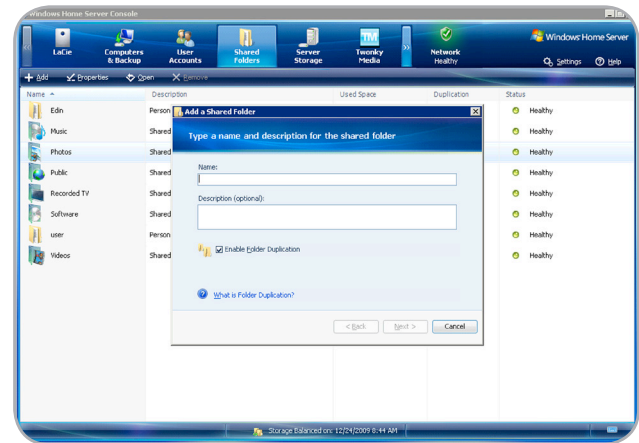 Windows Home Server Console
LaCie
Computers & Backup
User Accounts
Shared Folders
Server Storage
Twonky Media
Network Healthy
Windows Home Server
Settings
Help
Add
Properties
Open
Remove
Name Description Used Space Duplication Status
Edin Person Healthy
Music Shared Healthy
Photos Shared Healthy
Public Shared Healthy
Recorded TV Shared Healthy
Software Shared Healthy
user Person Healthy
Videos Shared Healthy
Add a Shared Folder
Type a name and description for the shared folder
Name:
Description (optional):
Enable Folder Duplication
What is Folder Duplication?
< Back Next > Cancel
Storage Balanced on: 12/24/2009 8:44 AM